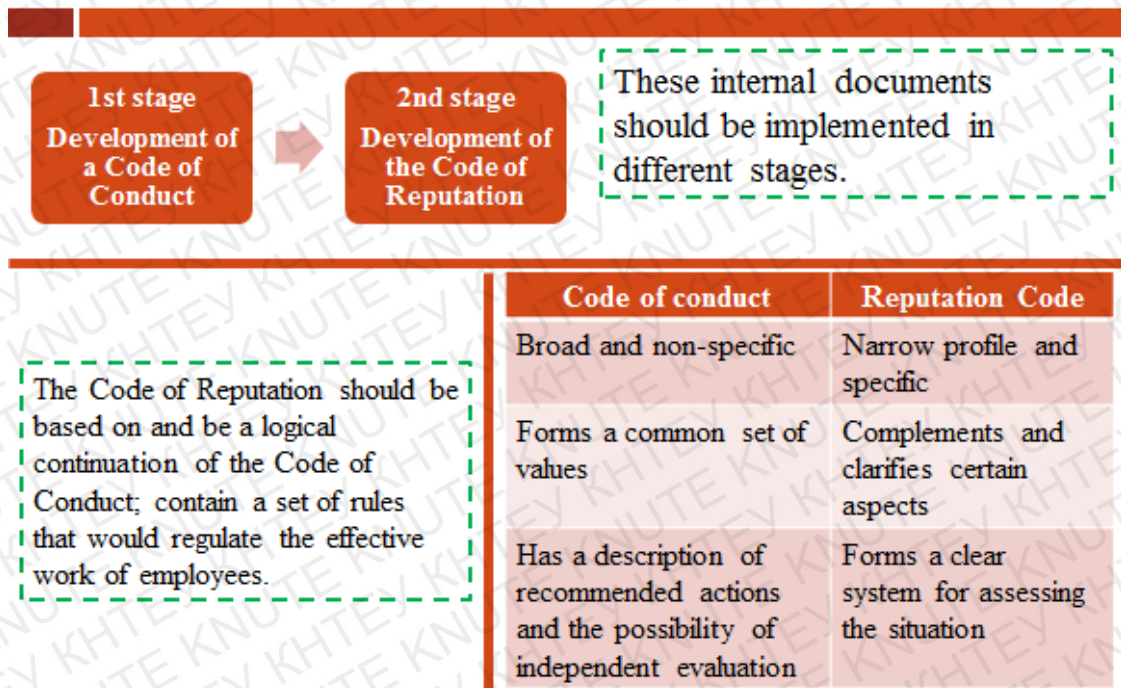 1st stage
Development of
a Code of
Conduct
2nd stage
Development of
the Code of
Reputation
These internal documents
should be implemented in
different stages.
The Code of Reputation should be
based on and be a logical
continuation of the Code of
Conduct; contain a set of rules
that would regulate the effective
work of employees.
Code of conduct
Reputation Code
Broad and non-specific
Narrow profile and
specific
Forms a common set of
values
Complements and
clarifies certain
aspects
Has a description of
recommended actions
and the possibility of
independent evaluation
Forms a clear
system for assessing
the situation